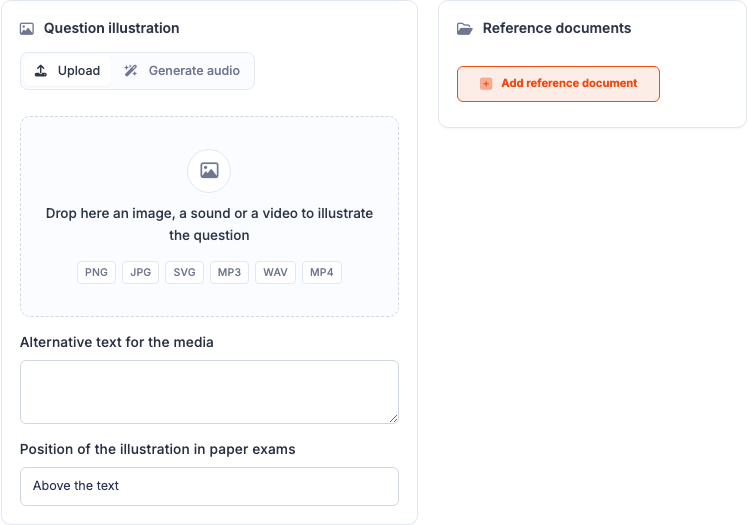 Question illustration
Upload
Generate audio
Drop here an image, a sound or a video to illustrate
the question
PNG JPG SVG MP3 WAV MP4
Alternative text for the media
Position of the illustration in paper exams
Above the text
Reference documents
Add reference document